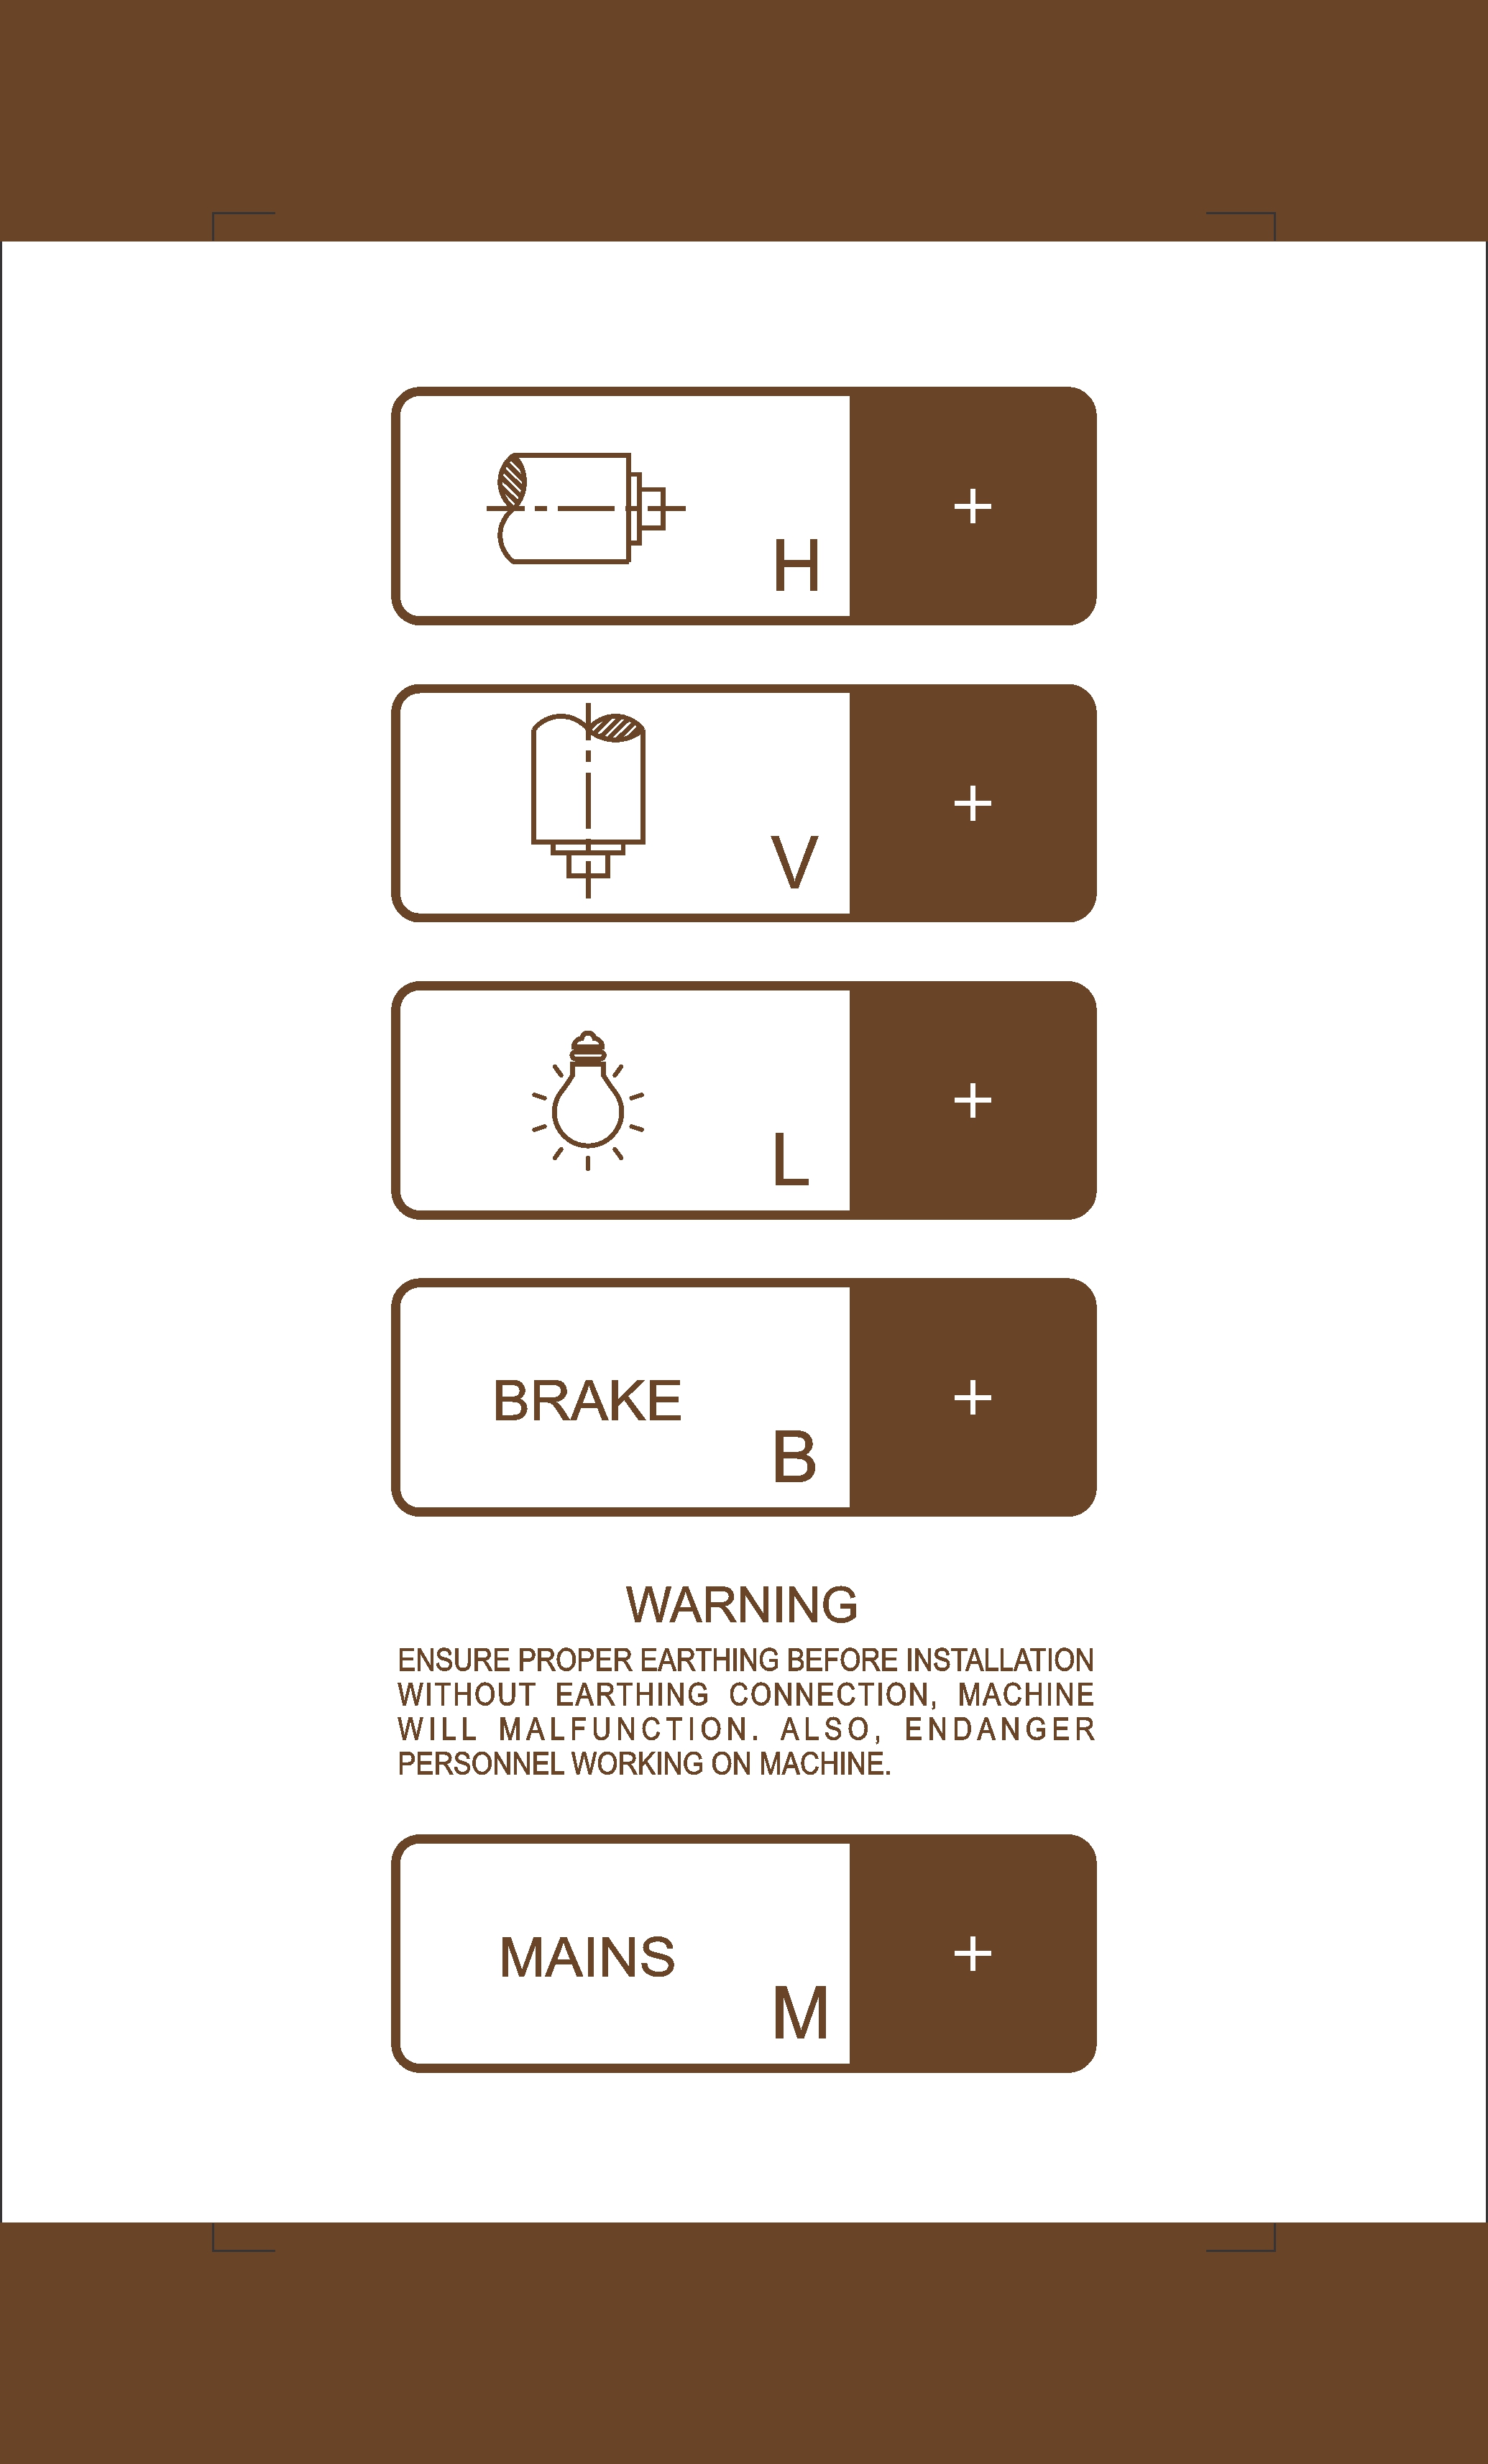 H
V
L
BRAKE
B
WARNING
ENSURE PROPER EARTHING BEFORE INSTALLATION
WITHOUT EARTHING CONNECTION, MACHINE
WILL MALFUNCTION. ALSO, ENDANGER
PERSONNEL WORKING ON MACHINE.
MAINS
M